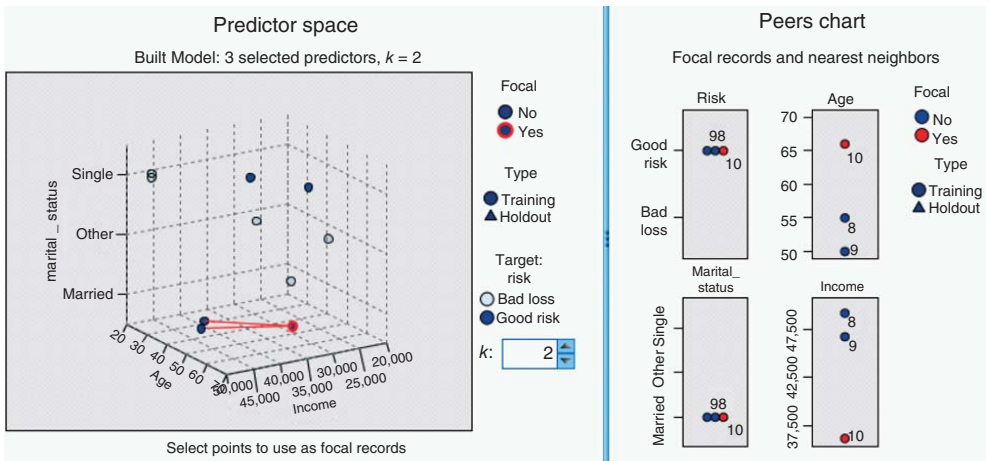 Predictor space
Built Model: 3 selected predictors, k = 2
Focal
No
Yes
Type
Training
Holdout
Target:
risk
Bad loss
Good risk
k: 2
marital_ status
Single
Other
Married
20 30 40 50 60 70
Age
50,000 45,000 40,000 35,000 30,000 25,000 20,000
Income
Select points to use as focal records
Peers chart
Focal records and nearest neighbors
Risk
Good
risk
Bad
loss
98
10
Age
70
65
60
55
50
10
8
9
Focal
No
Yes
Type
Training
Holdout
Marital_
status
Married Other Single
98
10
Income
37,500 42,500 47,500
8
9
10